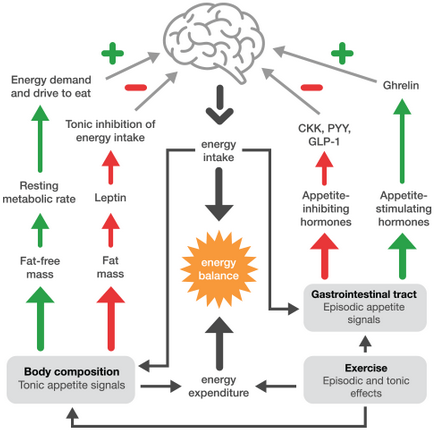 +
+
Energy demand
and drive to eat
−
−
Ghrelin
Tonic inhibition of
energy intake
CKK, PYY,
GLP-1
energy
intake
Resting
metabolic rate
Leptin
Appetite-
inhibiting
hormones
Appetite-
stimulating
hormones
Fat-free
mass
Fat
mass
energy
balance
Gastrointestinal tract
Episodic appetite
signals
Body composition
Tonic appetite signals
energy
expenditure
Exercise
Episodic and tonic
effects